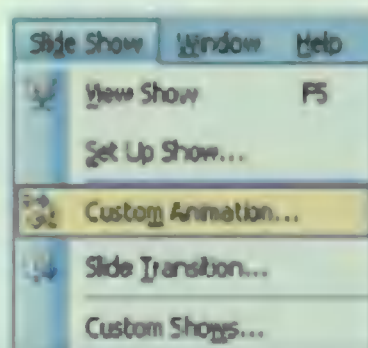 Slide Show Window Help
View Show F5
Set Up Show...
Custom Animation...
Slide Transition...
Custom Shows...